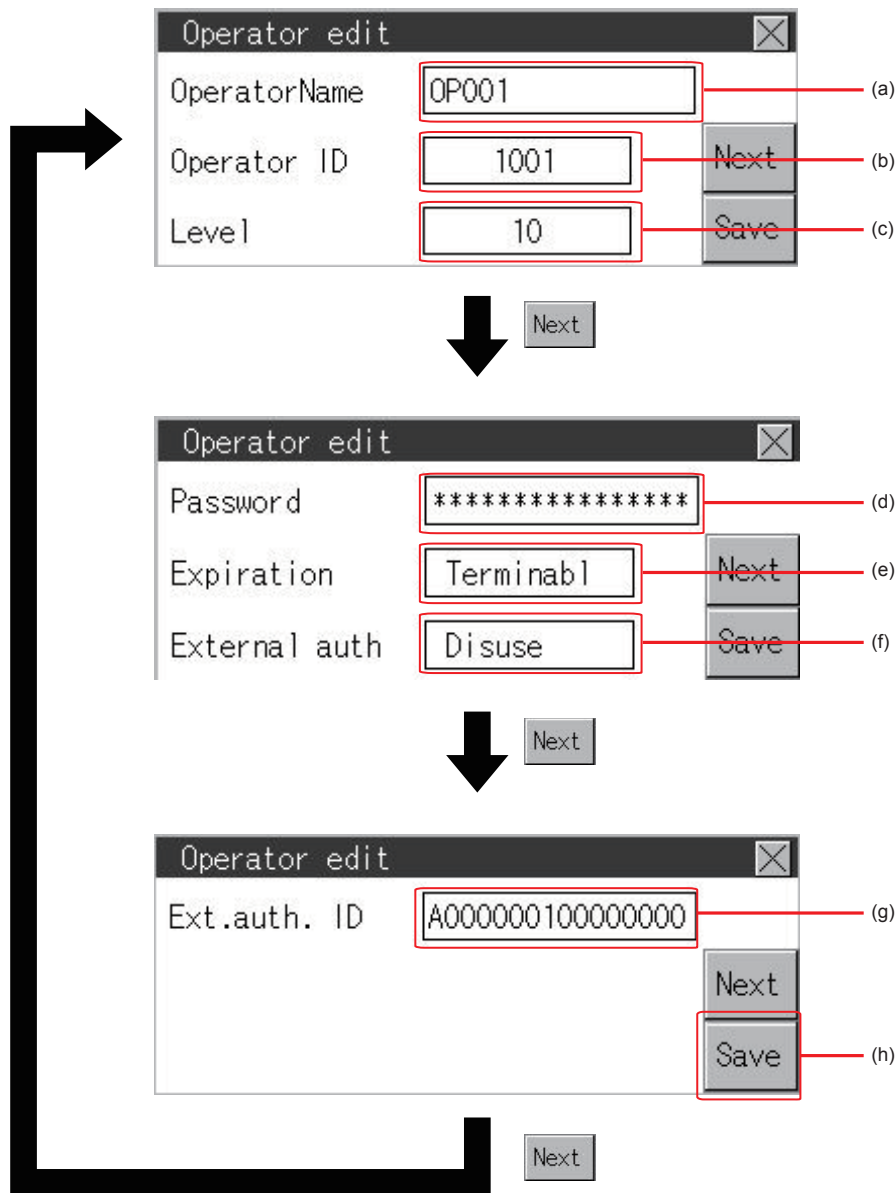 Operator edit
OperatorName OP001 (a)
Operator ID 1001 Next (b)
Level 10 Save (c)
Next
Operator edit
Password **************** (d)
Expiration Terminabl Next (e)
External auth Disuse Save (f)
Next
Operator edit
Ext.auth. ID A000000100000000 (g)
Next
Save (h)
Next